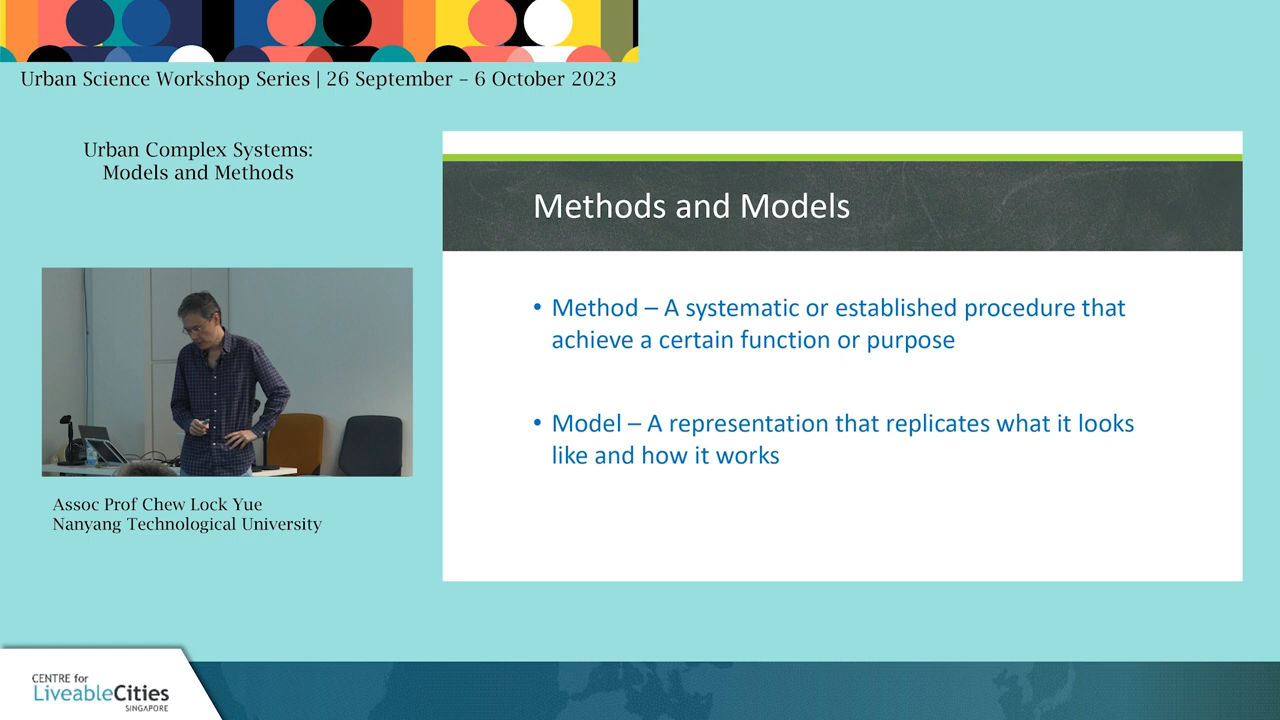 Urban Science Workshop Series | 26 September – 6 October 2023
Urban Complex Systems:
Models and Methods
Assoc Prof Chew Lock Yue
Nanyang Technological University
Methods and Models
• Method – A systematic or established procedure that
achieve a certain function or purpose
• Model – A representation that replicates what it looks
like and how it works
CENTRE for
LiveableCities
SINGAPORE